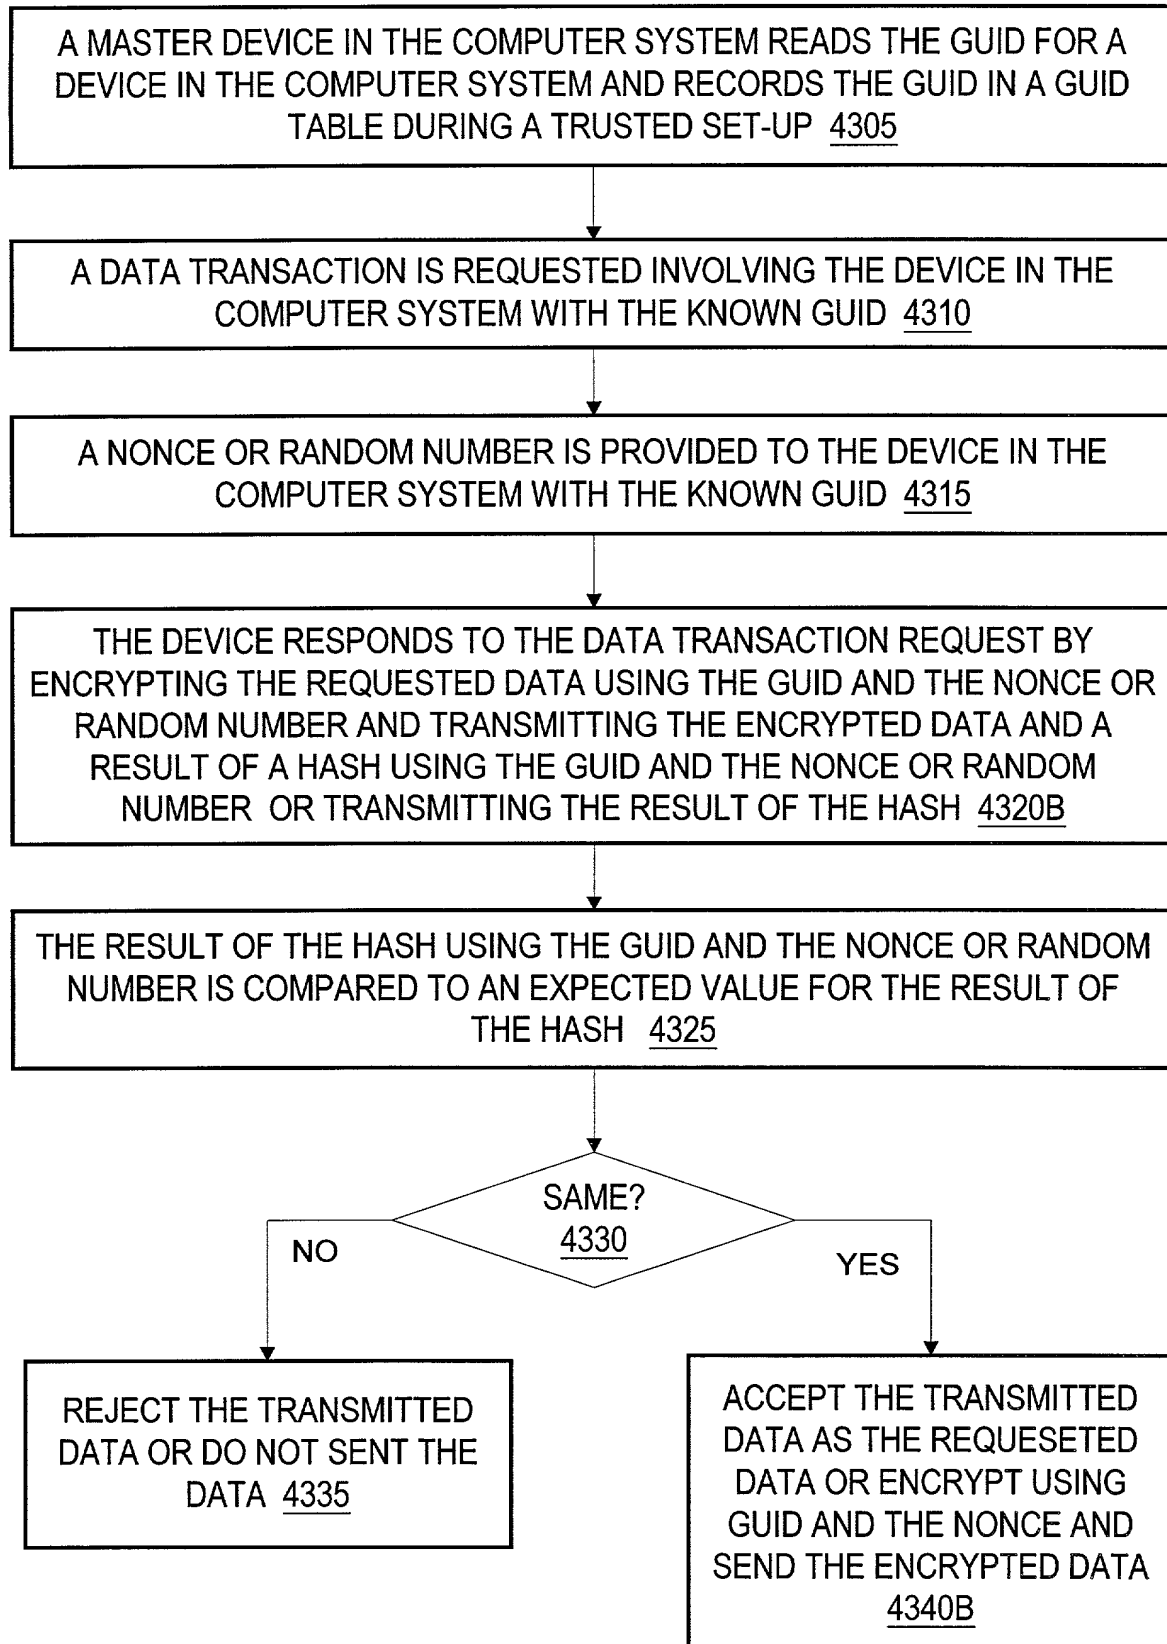 A MASTER DEVICE IN THE COMPUTER SYSTEM READS THE GUID FOR A
DEVICE IN THE COMPUTER SYSTEM AND RECORDS THE GUID IN A GUID
TABLE DURING A TRUSTED SET-UP 4305
A DATA TRANSACTION IS REQUESTED INVOLVING THE DEVICE IN THE
COMPUTER SYSTEM WITH THE KNOWN GUID 4310
A NONCE OR RANDOM NUMBER IS PROVIDED TO THE DEVICE IN THE
COMPUTER SYSTEM WITH THE KNOWN GUID 4315
THE DEVICE RESPONDS TO THE DATA TRANSACTION REQUEST BY
ENCRYPTING THE REQUESTED DATA USING THE GUID AND THE NONCE OR
RANDOM NUMBER AND TRANSMITTING THE ENCRYPTED DATA AND A
RESULT OF A HASH USING THE GUID AND THE NONCE OR RANDOM
NUMBER OR TRANSMITTING THE RESULT OF THE HASH 4320B
THE RESULT OF THE HASH USING THE GUID AND THE NONCE OR RANDOM
NUMBER IS COMPARED TO AN EXPECTED VALUE FOR THE RESULT OF
THE HASH 4325
SAME?
4330
NO
YES
REJECT THE TRANSMITTED
DATA OR DO NOT SENT THE
DATA 4335
ACCEPT THE TRANSMITTED
DATA AS THE REQUESETED
DATA OR ENCRYPT USING
GUID AND THE NONCE AND
SEND THE ENCRYPTED DATA
4340B